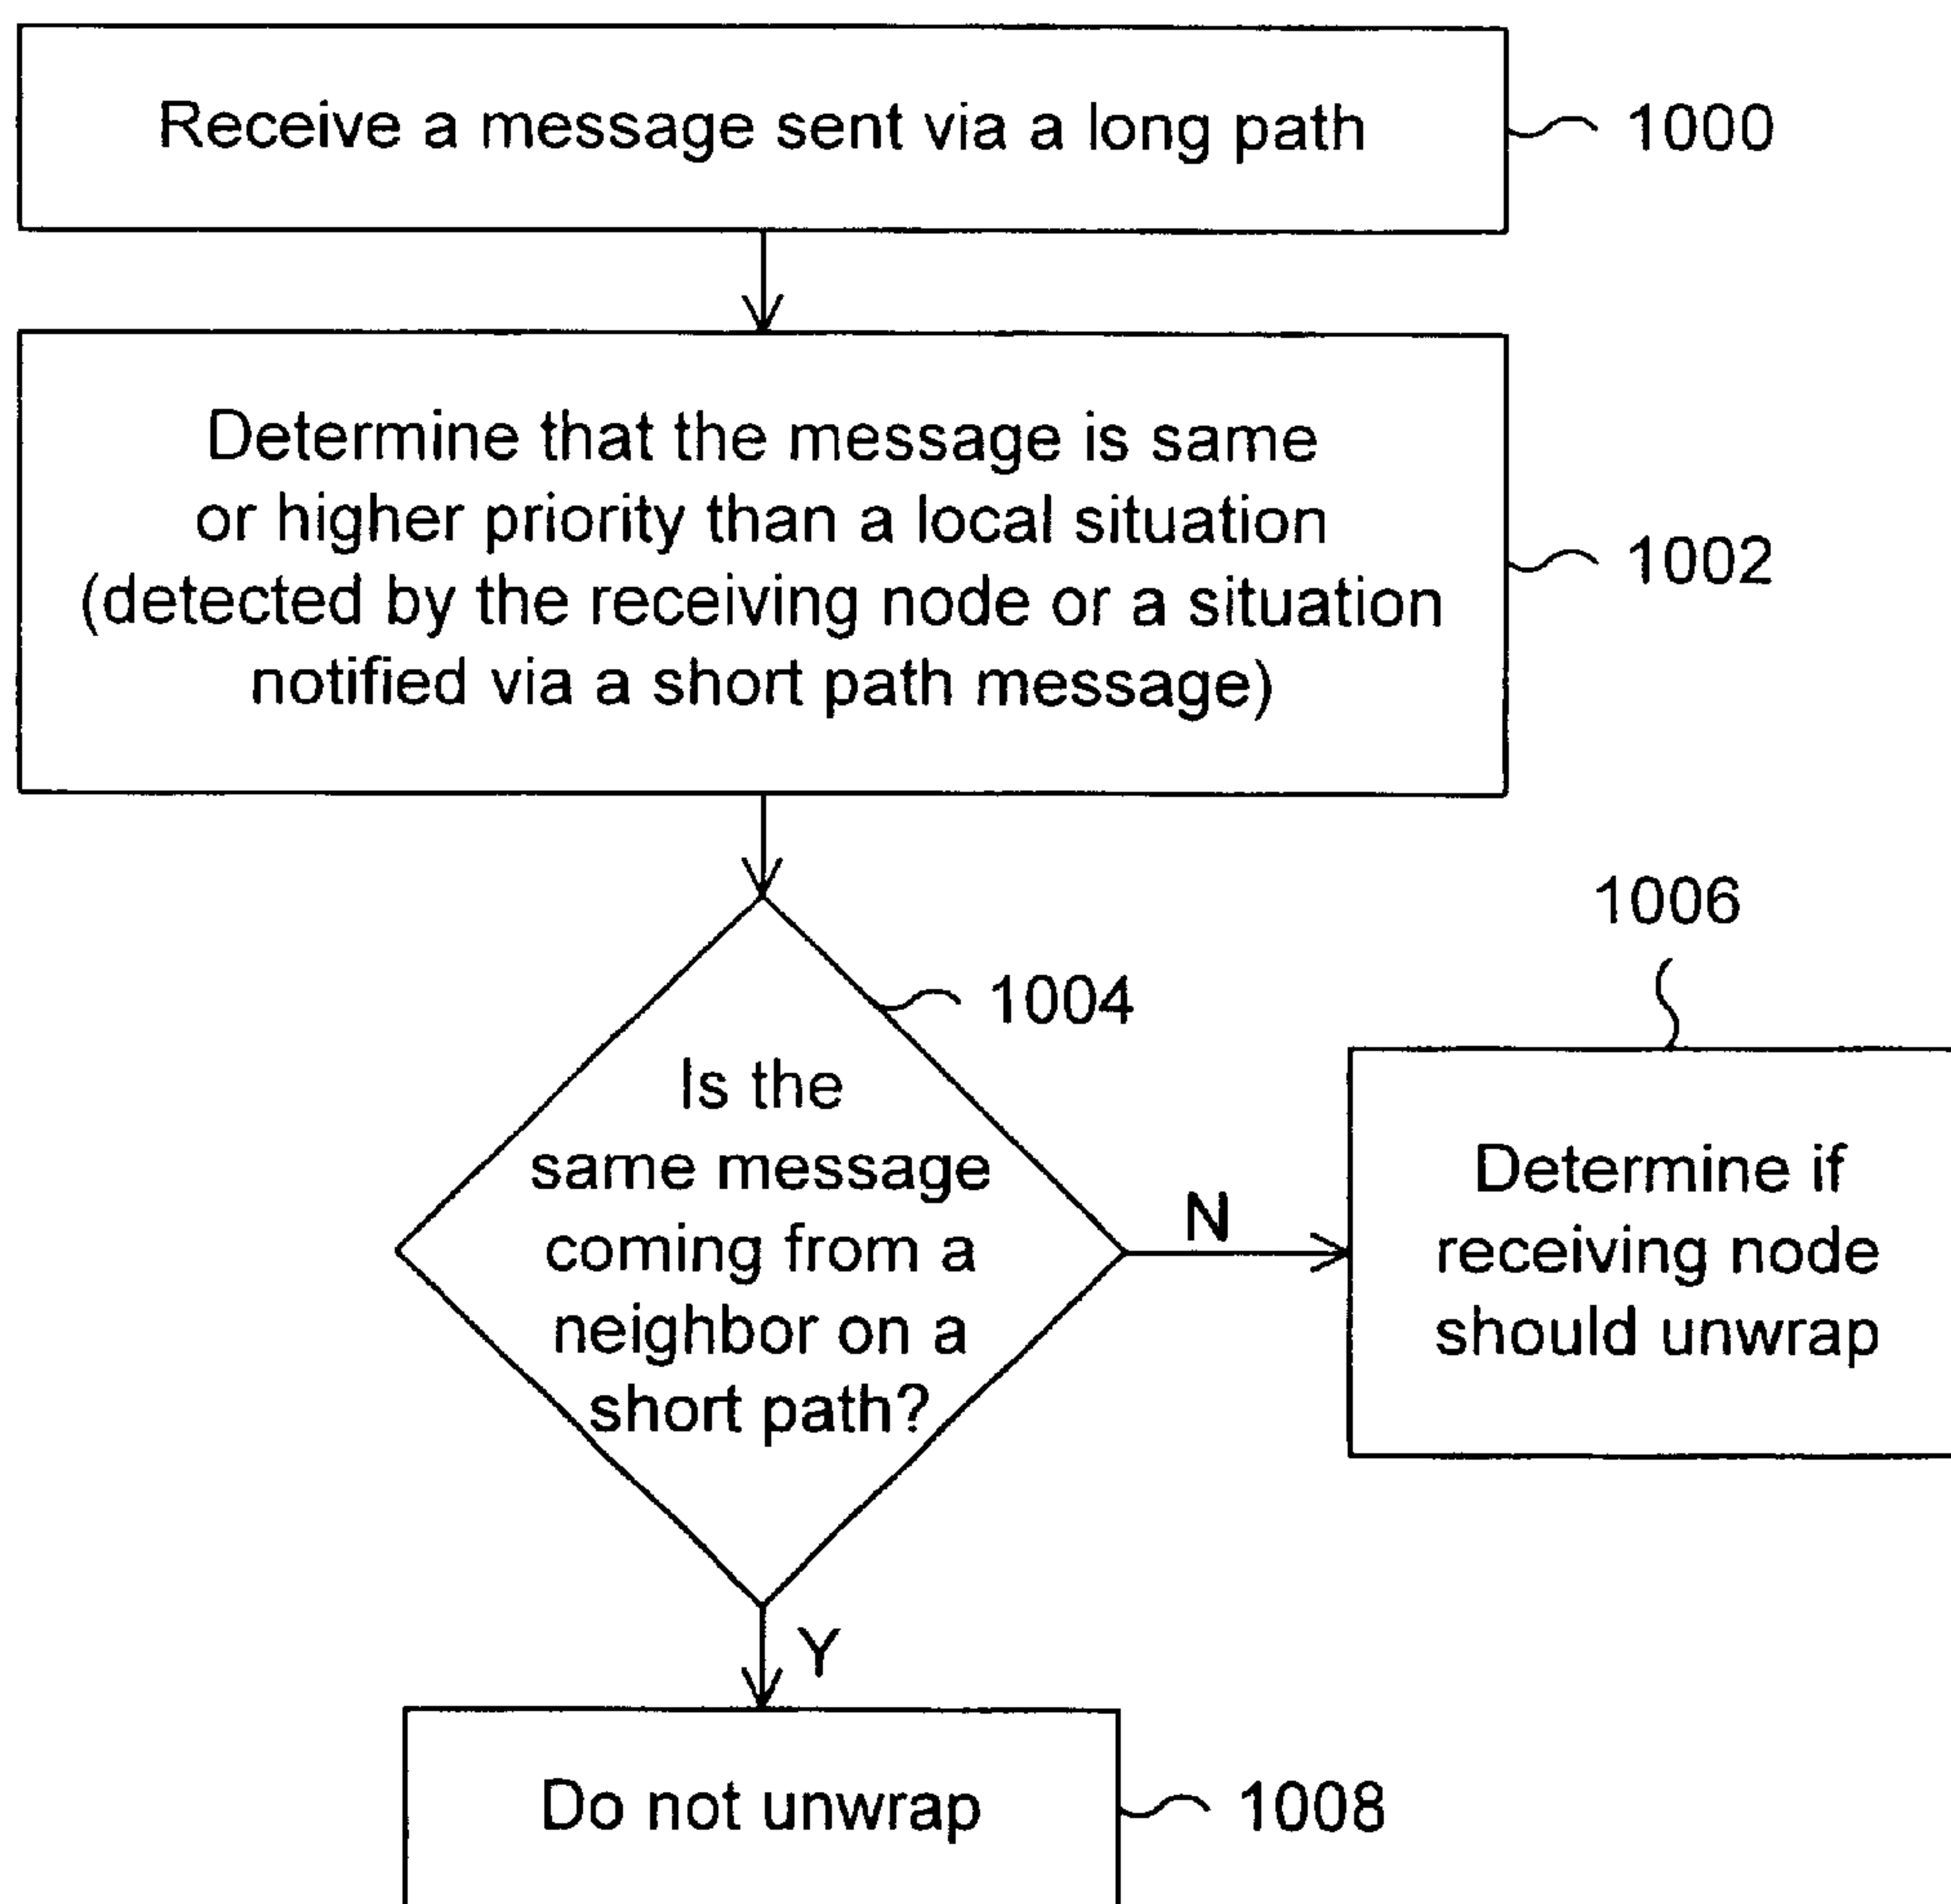 Receive a message sent via a long path
1000
Determine that the message is same
or higher priority than a local situation
(detected by the receiving node or a situation
notified via a short path message)
1002
1006
1004
Is the
same message
coming from a
neighbor on a
short path?
N
Determine if
receiving node
should unwrap
Y
Do not unwrap
1008